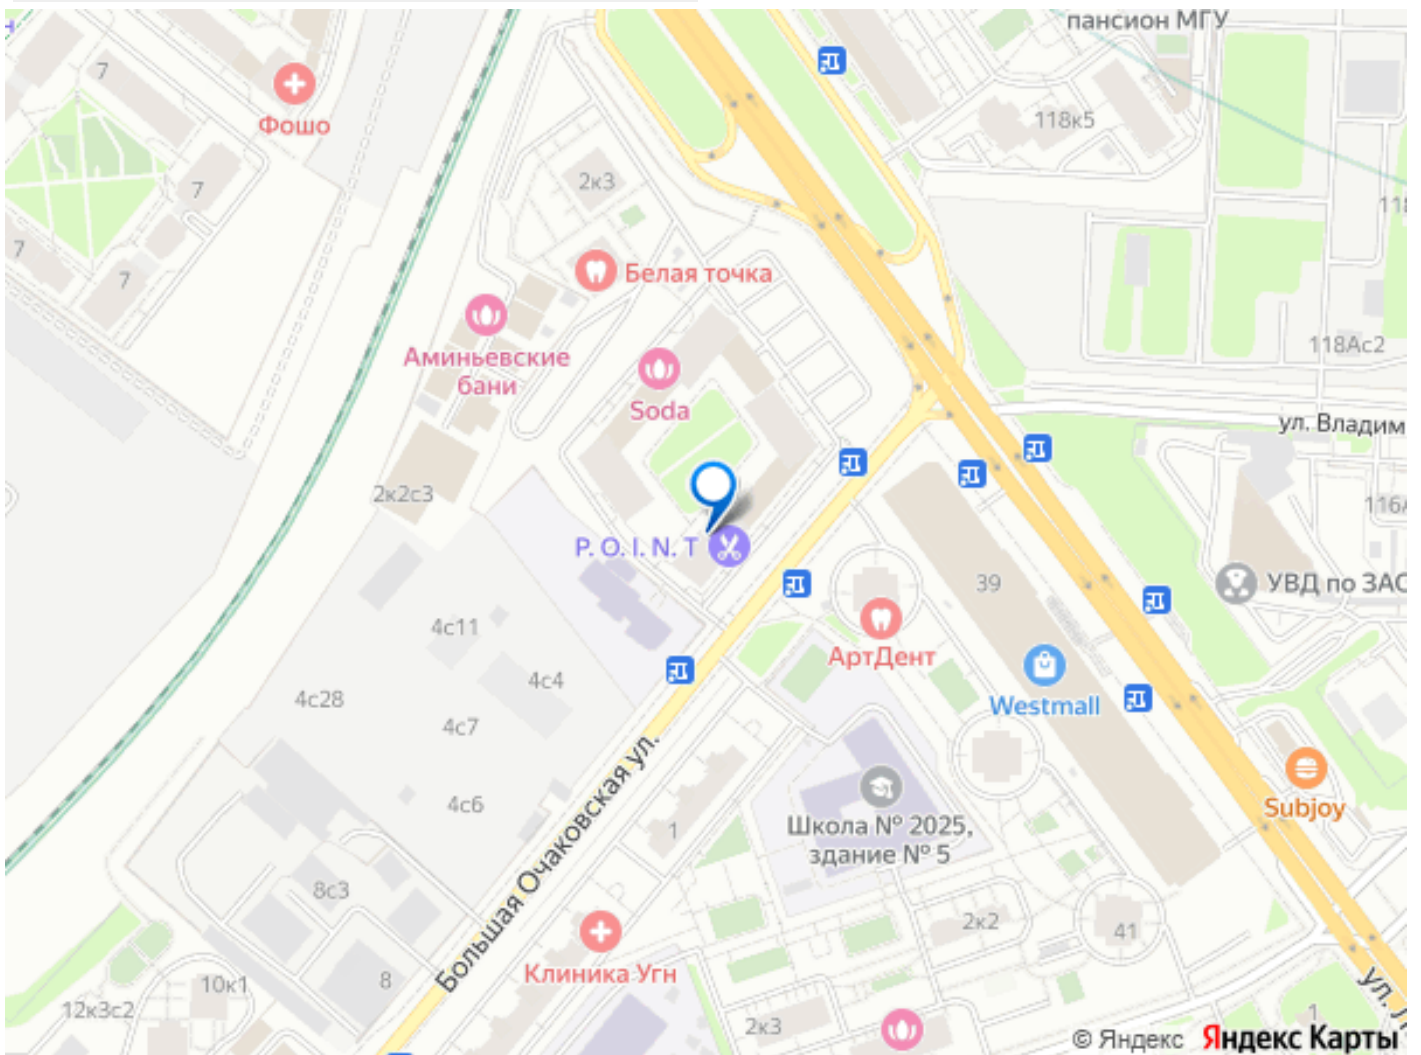 пансион МГУ
7
Фошо
118к5
2к3
7
7
7
Белая точка
Аминьевские
бани
Soda
118Ас2
ул. Владим
2к2с3
P. O. I. N. T
39
УВД по ЗАО
4с11
АртДент
4с4
4с28
Westmall
4с7
Subjoy
4с6
Школа № 2025,
здание № 5
1
Большая Очаковская ул.
8с3
2к2
41
Клиника Угн
10к1
8
12к3с2
2к3
1
© Яндекс Яндекс Карты